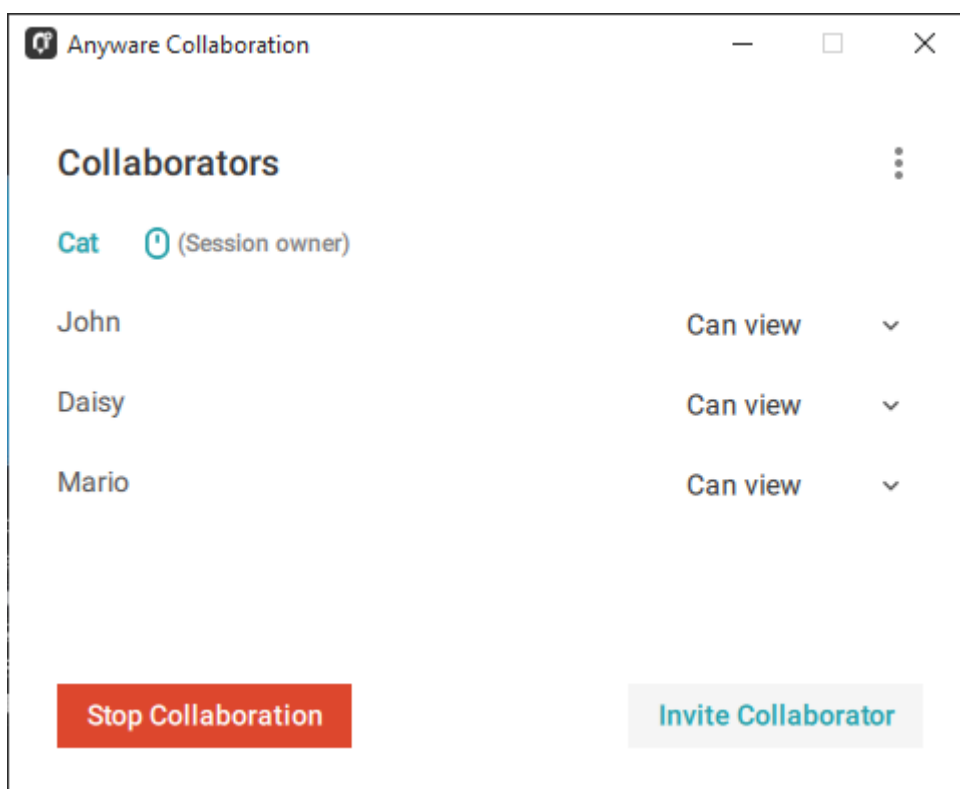 Anyware Collaboration
Collaborators
Cat (Session owner)
John Can view
Daisy Can view
Mario Can view
Stop Collaboration Invite Collaborator